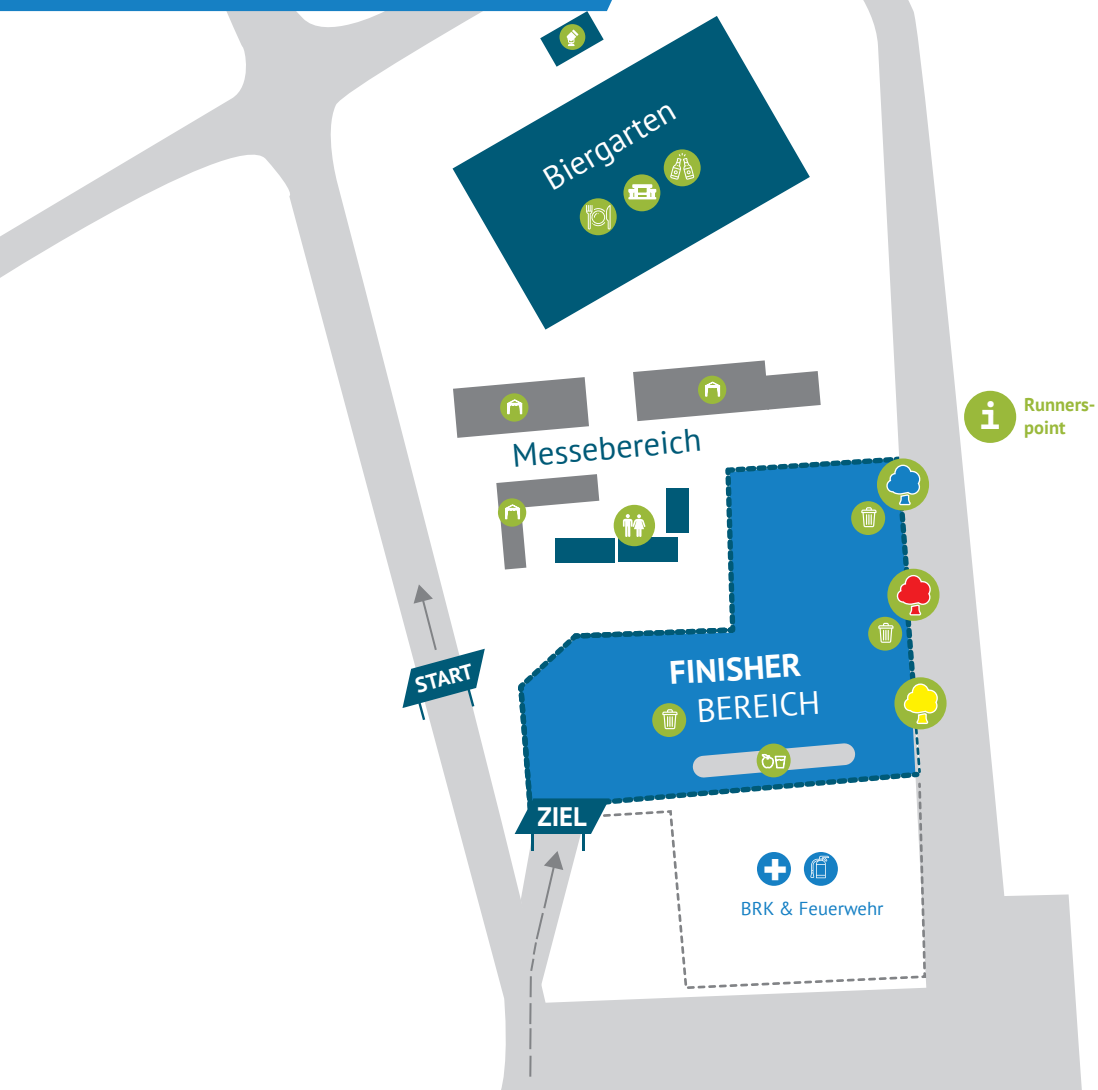 Biergarten
Runners-
point
Messebereich
START
FINISHER
BEREICH
ZIEL
BRK & Feuerwehr